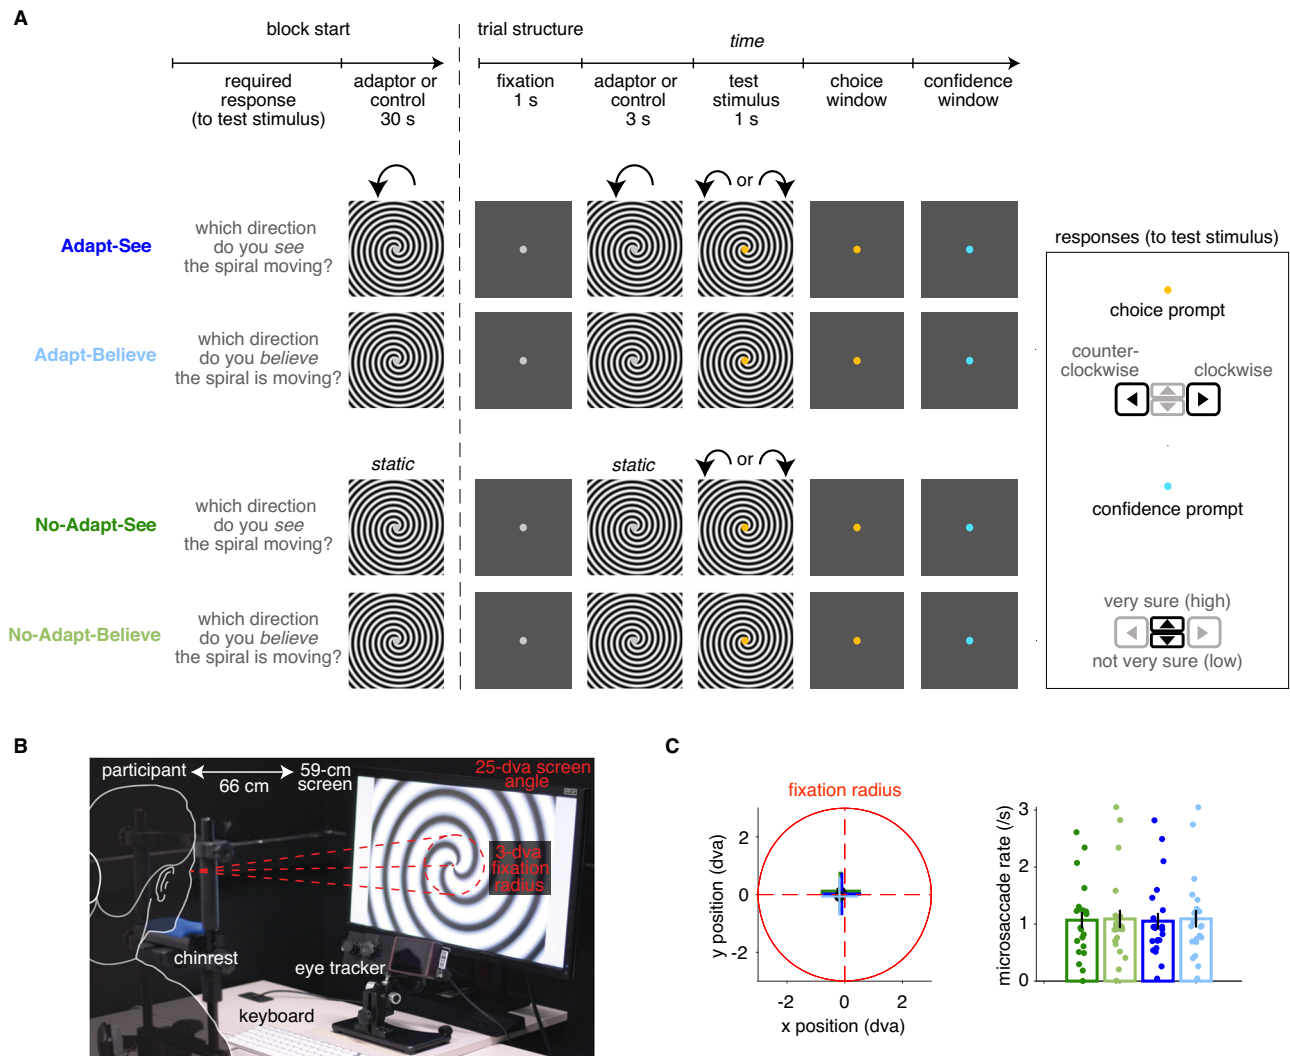 A
block start
trial structure
time
required
response
(to test stimulus)
adaptor or
control
30 s
fixation
1 s
adaptor or
control
3 s
test
stimulus
1 s
choice
window
confidence
window
or
Adapt-See
which direction
do you see
the spiral moving?
Adapt-Believe
which direction
do you believe
the spiral is moving?
static
static
or
No-Adapt-See
which direction
do you see
the spiral moving?
No-Adapt-Believe
which direction
do you believe
the spiral is moving?
responses (to test stimulus)
choice prompt
counter-
clockwise
clockwise
confidence prompt
very sure (high)
not very sure (low)
B
participant
66 cm
59-cm
screen
25-dva screen
angle
3-dva
fixation
radius
chinrest
eye tracker
keyboard
C
fixation radius
y position (dva)
2
0
-2
-2
0
2
x position (dva)
microsaccade rate (/s)
3
2
1
0